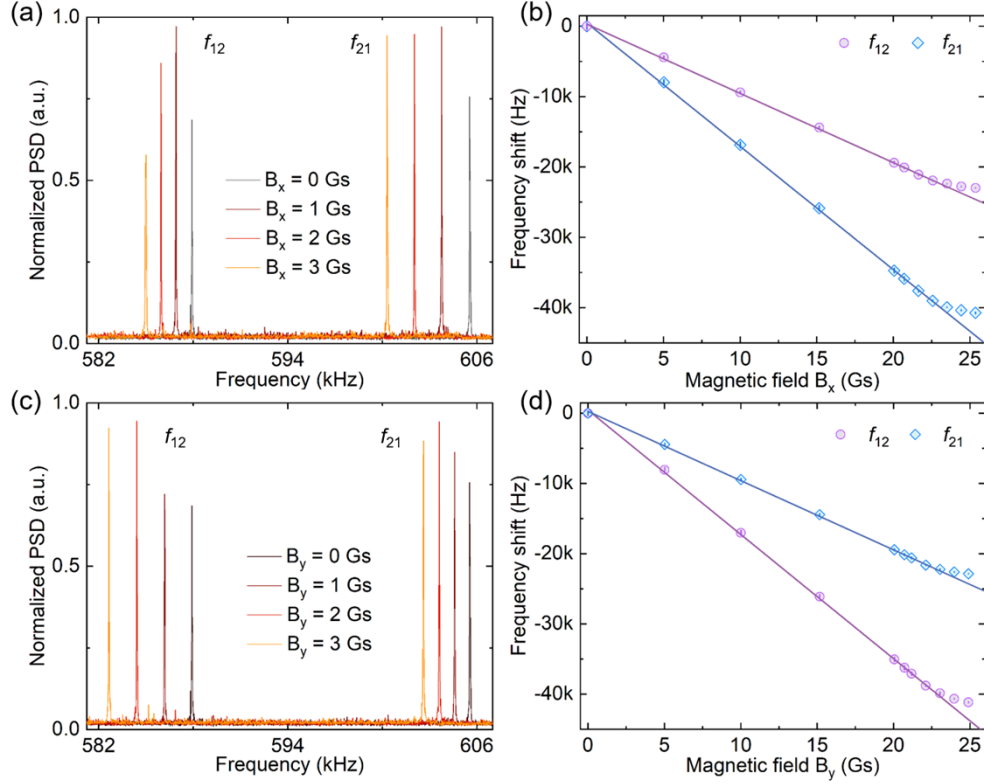 (a)
1.0
0.5
0.0
Normalized PSD (a.u.)
f12
f21
Bx = 0 Gs
Bx = 1 Gs
Bx = 2 Gs
Bx = 3 Gs
582
594
606
Frequency (kHz)
(b)
0
-10k
-20k
-30k
-40k
Frequency shift (Hz)
f12
f21
0
5
10
15
20
25
Magnetic field Bx (Gs)
(c)
1.0
0.5
0.0
Normalized PSD (a.u.)
f12
f21
By = 0 Gs
By = 1 Gs
By = 2 Gs
By = 3 Gs
582
594
606
Frequency (kHz)
(d)
0
-10k
-20k
-30k
-40k
Frequency shift (Hz)
f12
f21
0
5
10
15
20
25
Magnetic field By (Gs)